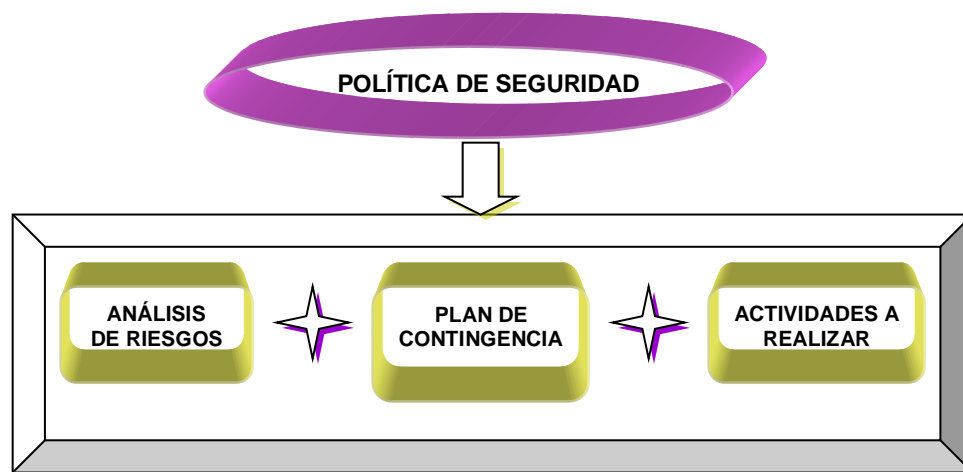 POLÍTICA DE SEGURIDAD
ANÁLISIS
DE RIESGOS
PLAN DE
CONTINGENCIA
ACTIVIDADES A
REALIZAR